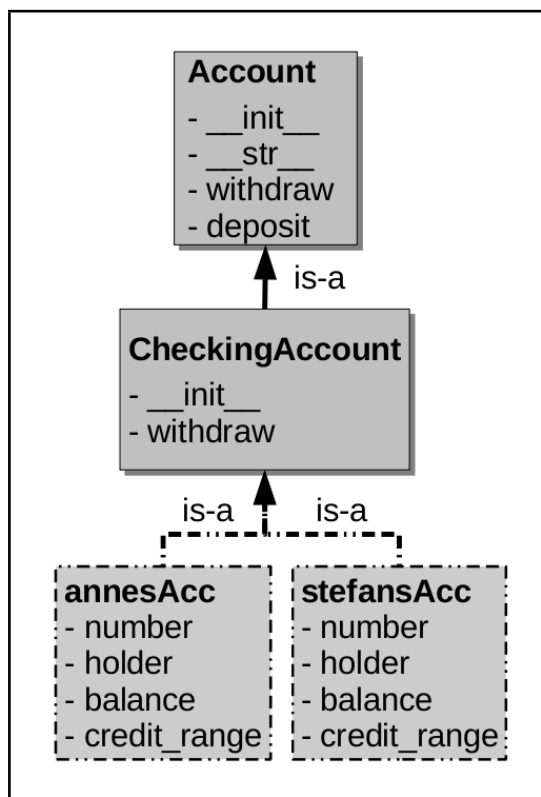 Account
- __init__
- __str__
- withdraw
- deposit
is-a
CheckingAccount
- __init__
- withdraw
is-a is-a
annesAcc
- number
- holder
- balance
- credit_range
stefansAcc
- number
- holder
- balance
- credit_range